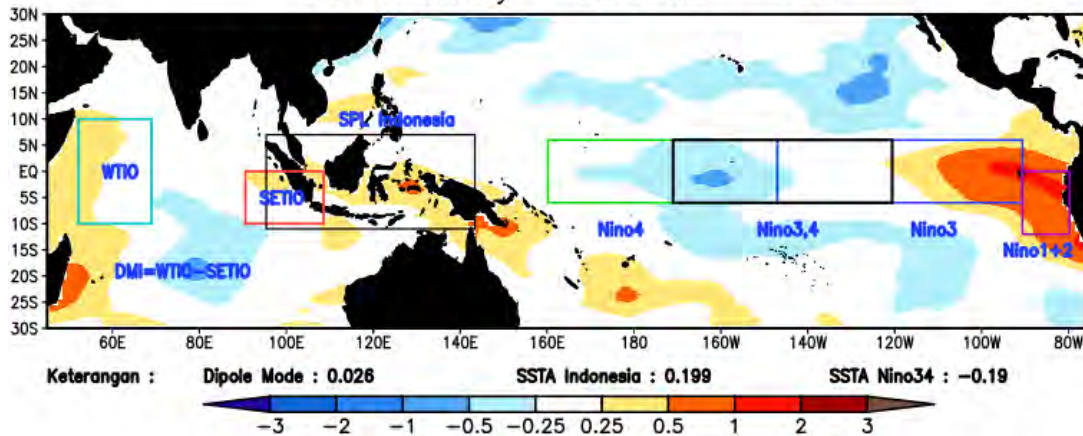 30N
25N
20N
15N
10N
5N
EQ
5S
10S
15S
20S
25S
30S
SPL Indonesia
WTIO
SETIO
Nino4
Nino3,4
Nino3
Nino1+2
DMI=WTIO-SETIO
60E 80E 100E 120E 140E 160E 180 160W 140W 120W 100W 80W
Keterangan : Dipole Mode : 0.026 SSTA Indonesia : 0.199 SSTA Nino34 : -0.19
-3 -2 -1 -0.5 -0.25 0.25 0.5 1 2 3